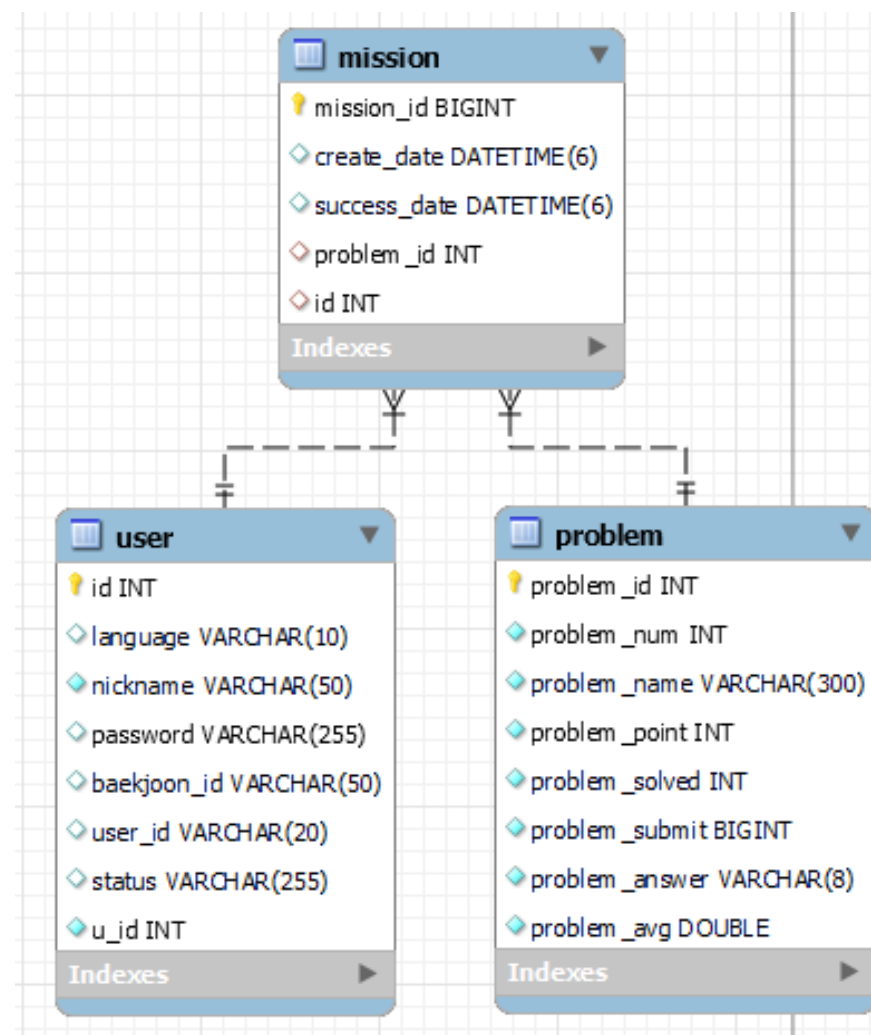 mission
mission_id BIGINT
create_date DATETIME(6)
success_date DATETIME(6)
problem_id INT
id INT
Indexes
user
id INT
language VARCHAR(10)
nickname VARCHAR(50)
password VARCHAR(255)
baekjoon_id VARCHAR(50)
user_id VARCHAR(20)
status VARCHAR(255)
u_id INT
Indexes
problem
problem_id INT
problem_num INT
problem_name VARCHAR(300)
problem_point INT
problem_solved INT
problem_submit BIGINT
problem_answer VARCHAR(8)
problem_avg DOUBLE
Indexes